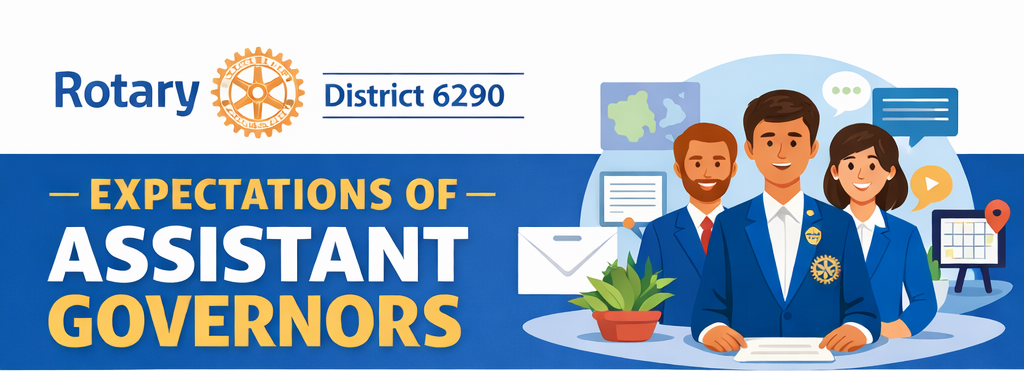 Rotary
District 6290
— EXPECTATIONS OF —
ASSISTANT
GOVERNORS